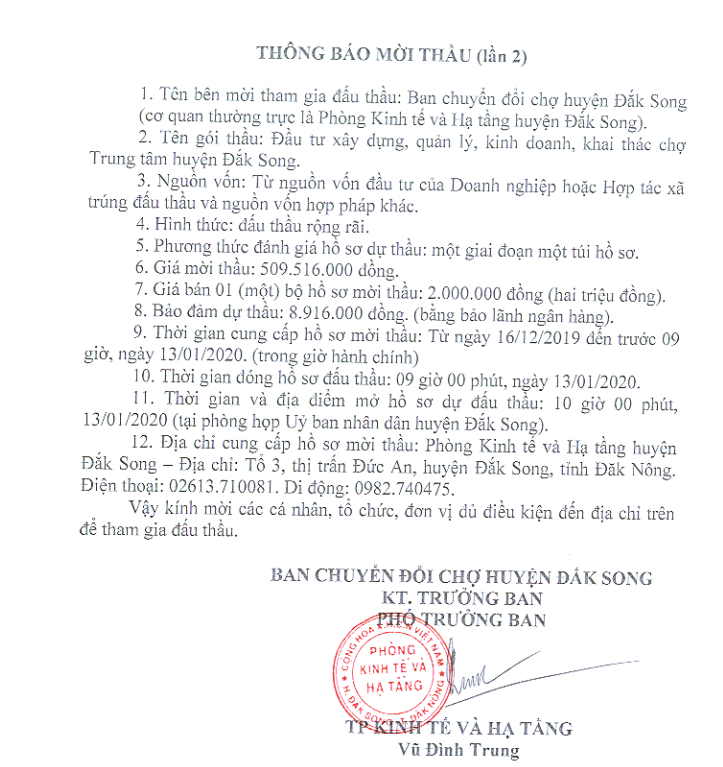 THÔNG BÁO MỜI THẦU (lần 2)
1. Tên bên mời tham gia đấu thầu: Ban chuyển đổi chợ huyện Đắk Song
(cơ quan thường trực là Phòng Kinh tế và Hạ tầng huyện Đắk Song).
2. Tên gói thầu: Đầu tư xây dựng, quản lý, kinh doanh, khai thác chợ
Trung tâm huyện Đắk Song.
3. Nguồn vốn: Từ nguồn vốn đầu tư của Doanh nghiệp hoặc Hợp tác xã
trúng đấu thầu và nguồn vốn hợp pháp khác.
4. Hình thức: đấu thầu rộng rãi.
5. Phương thức đánh giá hồ sơ dự thầu: một giai đoạn một túi hồ sơ.
6. Giá mời thầu: 509.516.000 đồng.
7. Giá bán 01 (một) bộ hồ sơ mời thầu: 2.000.000 đồng (hai triệu đồng).
8. Bảo đảm dự thầu: 8.916.000 đồng. (bằng bảo lãnh ngân hàng).
9. Thời gian cung cấp hồ sơ mời thầu: Từ ngày 16/12/2019 đến trước 09
giờ, ngày 13/01/2020. (trong giờ hành chính)
10. Thời gian đóng hồ sơ đấu thầu: 09 giờ 00 phút, ngày 13/01/2020.
11. Thời gian và địa điểm mở hồ sơ dự đấu thầu: 10 giờ 00 phút,
13/01/2020 (tại phòng họp Uỷ ban nhân dân huyện Đắk Song).
12. Địa chỉ cung cấp hồ sơ mời thầu: Phòng Kinh tế và Hạ tầng huyện
Đắk Song – Địa chỉ: Tổ 3, thị trấn Đức An, huyện Đắk Song, tỉnh Đăk Nông.
Điện thoại: 02613.710081. Di động: 0982.740475.
Vậy kính mời các cá nhân, tổ chức, đơn vị đủ điều kiện đến địa chỉ trên
để tham gia đấu thầu.
BAN CHUYỂN ĐỔI CHỢ HUYỆN ĐẮK SONG
KT. TRƯỞNG BAN
PHÓ TRƯỞNG BAN
CỘNG HOÀ X.H.C.N VIỆT NAM
PHÒNG
KINH TẾ VÀ
HẠ TẦNG
H. ĐĂK SONG - T. ĐĂK NÔNG
TP KINH TẾ VÀ HẠ TẦNG
Vũ Đình Trung